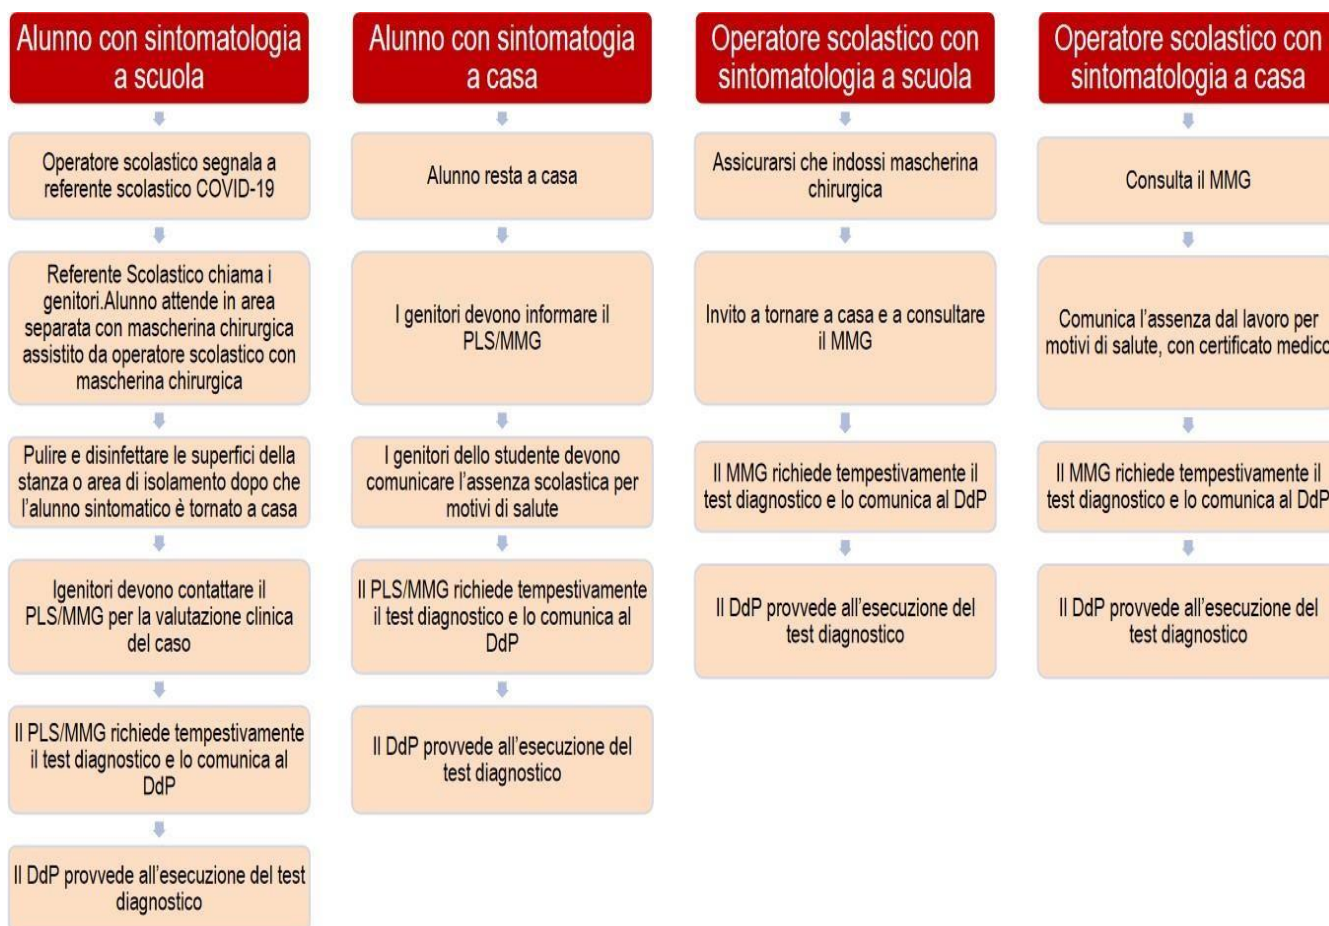 Alunno con sintomatologia
a scuola
Operatore scolastico segnala a
referente scolastico COVID-19
Referente Scolastico chiama i
genitori.Alunno attende in area
separata con mascherina chirurgica
assistito da operatore scolastico con
mascherina chirurgica
Pulire e disinfettare le superfici della
stanza o area di isolamento dopo che
l'alunno sintomatico è tornato a casa
Igenitori devono contattare il
PLS/MMG per la valutazione clinica
del caso
Il PLS/MMG richiede tempestivamente
il test diagnostico e lo comunica al
DdP
Il DdP provvede all'esecuzione del test
diagnostico
Alunno con sintomatogia
a casa
Alunno resta a casa
I genitori devono informare il
PLS/MMG
I genitori dello studente devono
comunicare l'assenza scolastica per
motivi di salute
Il PLS/MMG richiede tempestivamente
il test diagnostico e lo comunica al
DdP
Il DdP provvede all'esecuzione del
test diagnostico
Operatore scolastico con
sintomatologia a scuola
Assicurarsi che indossi mascherina
chirurgica
Invito a tornare a casa e a consultare
il MMG
Il MMG richiede tempestivamente il
test diagnostico e lo comunica al DdP
Il DdP provvede all'esecuzione del
test diagnostico
Operatore scolastico con
sintomatologia a casa
Consulta il MMG
Comunica l'assenza dal lavoro per
motivi di salute, con certificato medico
Il MMG richiede tempestivamente il
test diagnostico e lo comunica al DdP
Il DdP provvede all'esecuzione del
test diagnostico